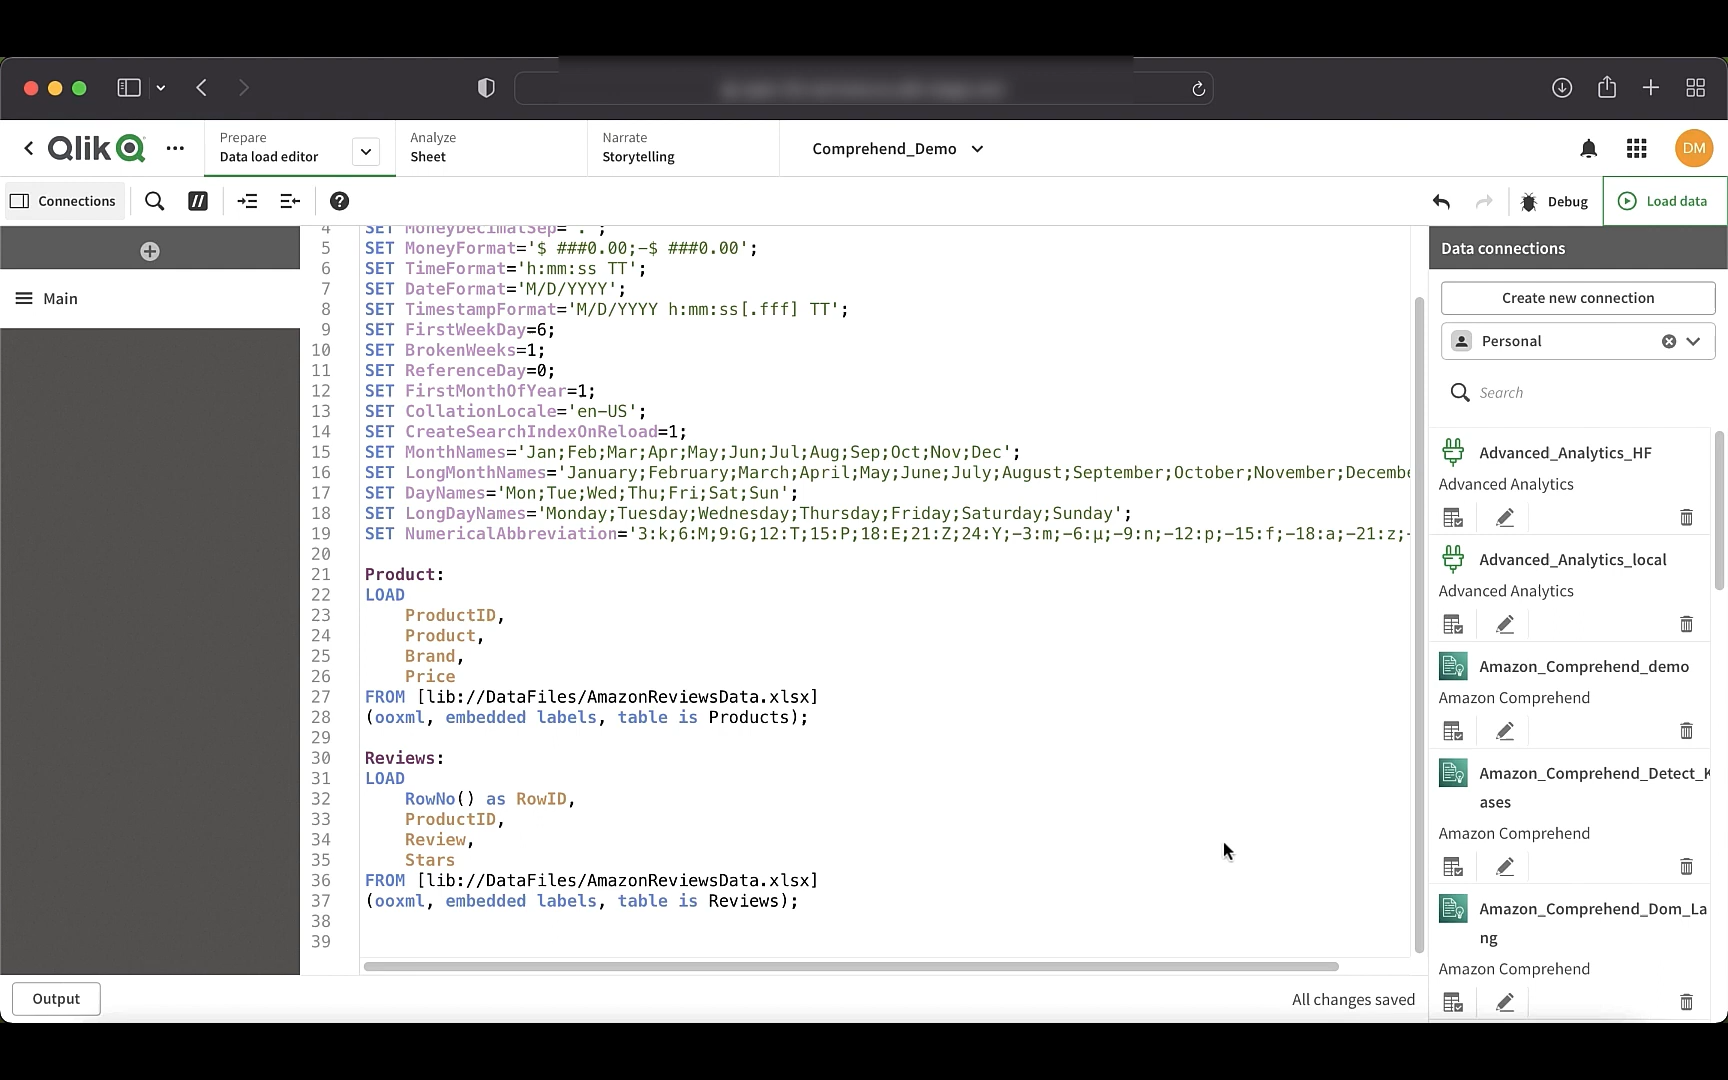 Qlik
Prepare
Data load editor
Analyze
Sheet
Narrate
Storytelling
Comprehend_Demo
DM
Connections
Debug
Load data
Main
4 SET MoneyDecimalSep='.';
5 SET MoneyFormat='$ ###0.00;-$ ###0.00';
6 SET TimeFormat='h:mm:ss TT';
7 SET DateFormat='M/D/YYYY';
8 SET TimestampFormat='M/D/YYYY h:mm:ss[.fff] TT';
9 SET FirstWeekDay=6;
10 SET BrokenWeeks=1;
11 SET ReferenceDay=0;
12 SET FirstMonthOfYear=1;
13 SET CollationLocale='en-US';
14 SET CreateSearchIndexOnReload=1;
15 SET MonthNames='Jan;Feb;Mar;Apr;May;Jun;Jul;Aug;Sep;Oct;Nov;Dec';
16 SET LongMonthNames='January;February;March;April;May;June;July;August;September;October;November;Decembe
17 SET DayNames='Mon;Tue;Wed;Thu;Fri;Sat;Sun';
18 SET LongDayNames='Monday;Tuesday;Wednesday;Thursday;Friday;Saturday;Sunday';
19 SET NumericalAbbreviation='3:k;6:M;9:G;12:T;15:P;18:E;21:Z;24:Y;-3:m;-6:μ;-9:n;-12:p;-15:f;-18:a;-21:z;-
20
21 Product:
22 LOAD
23 ProductID,
24 Product,
25 Brand,
26 Price
27 FROM [lib://DataFiles/AmazonReviewsData.xlsx]
28 (ooxml, embedded labels, table is Products);
29
30 Reviews:
31 LOAD
32 RowNo() as RowID,
33 ProductID,
34 Review,
35 Stars
36 FROM [lib://DataFiles/AmazonReviewsData.xlsx]
37 (ooxml, embedded labels, table is Reviews);
38
39
Data connections
Create new connection
Personal
Search
Advanced_Analytics_HF
Advanced Analytics
Advanced_Analytics_local
Advanced Analytics
Amazon_Comprehend_demo
Amazon Comprehend
Amazon_Comprehend_Detect_K
ases
Amazon Comprehend
Amazon_Comprehend_Dom_La
ng
Amazon Comprehend
Output
All changes saved